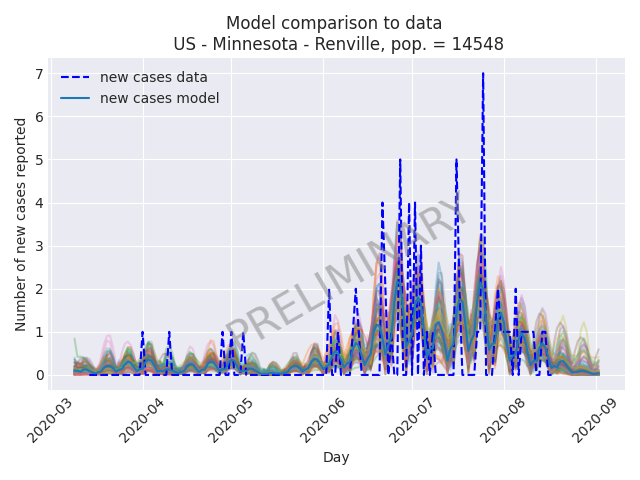 Model comparison to data
US - Minnesota - Renville, pop. = 14548
new cases data
new cases model
PRELIMINARY
Number of new cases reported
7
6
5
4
3
2
1
0
2020-03
2020-04
2020-05
2020-06
2020-07
2020-08
2020-09
Day